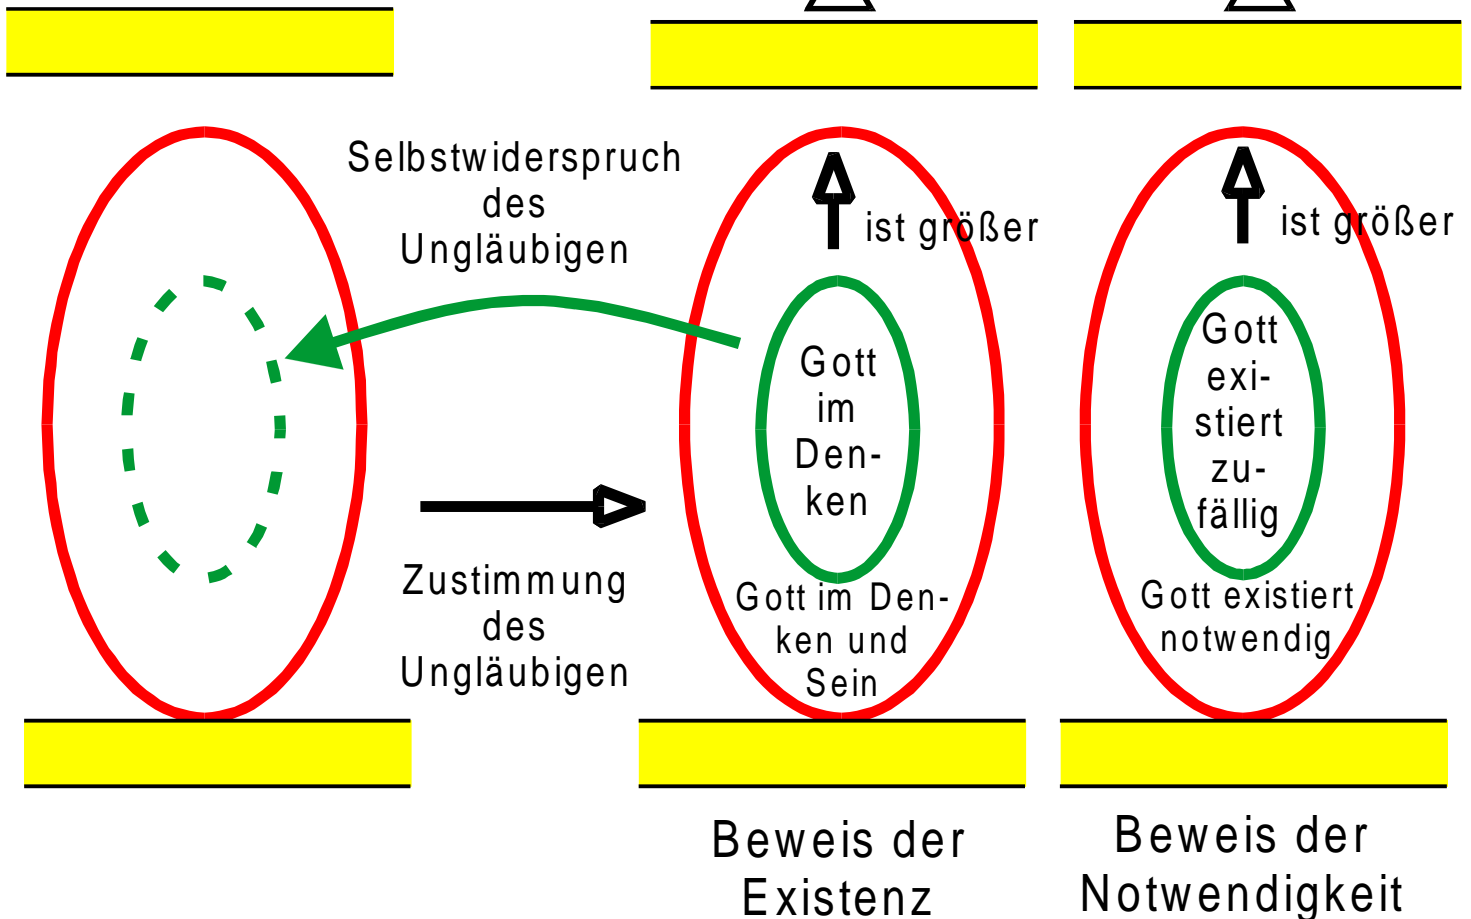 Selbstwiderspruch
des
Ungläubigen
Zustimmung
des
Ungläubigen
ist größer
Gott
im
Den-
ken
Gott im Den-
ken und
Sein
Beweis der
Existenz
ist größer
Gott
exi-
stiert
zu-
fällig
Gott existiert
notwendig
Beweis der
Notwendigkeit